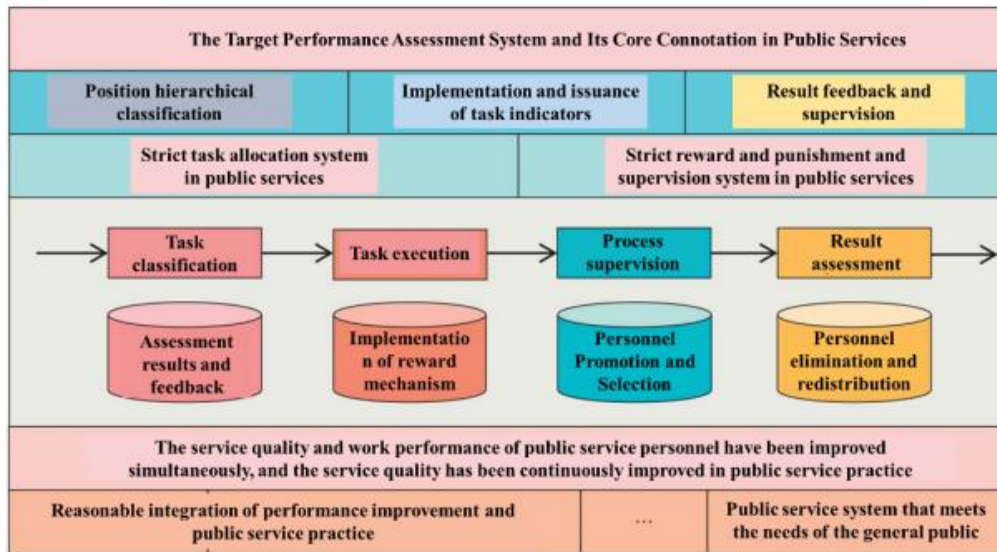 The Target Performance Assessment System and Its Core Connotation in Public Services
Position hierarchical
classification
Implementation and issuance
of task indicators
Result feedback and
supervision
Strict task allocation system
in public services
Strict reward and punishment and
supervision system in public services
Task
classification
Task execution
Process
supervision
Result
assessment
Assessment
results and
feedback
Implementatio
n of reward
mechanism
Personnel
Promotion and
Selection
Personnel
elimination and
redistribution
The service quality and work performance of public service personnel have been improved
simultaneously, and the service quality has been continuously improved in public service practice
Reasonable integration of performance improvement and
public service practice
...
Public service system that meets
the needs of the general public